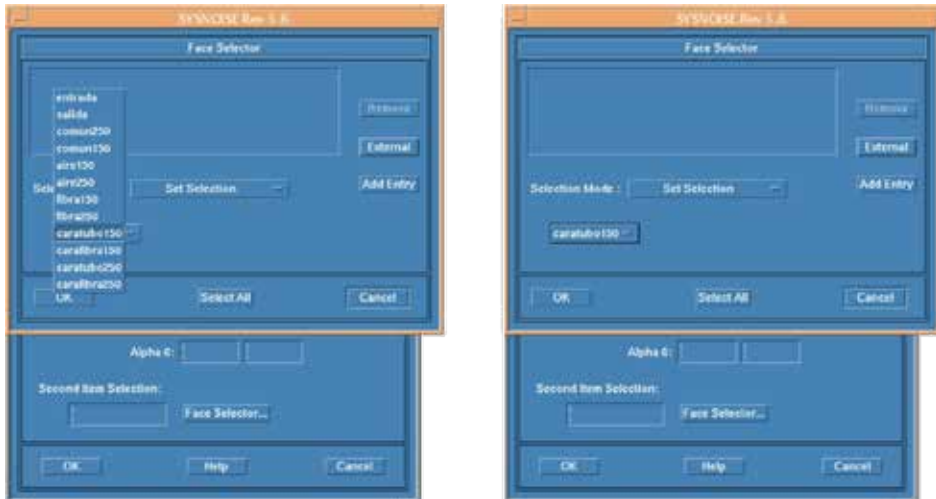 SYSNOISE Rev 5.6
Face Selector
entrada
salida
comun250
comun150
Remove
aire150
External
aire250
Set Selection
Add Entry
fibra150
fibra250
caratubo150
carafibra150
caratubo250
carafibra250
OK
Select All
Cancel
Alpha 6:
Second Item Selection:
Face Selector...
OK
Help
Cancel
SYSNOISE Rev 5.6
Face Selector
Remove
External
Selection Mode :
Set Selection
Add Entry
caratubo150
OK
Select All
Cancel
Alpha 6:
Second Item Selection:
Face Selector...
OK
Help
Cancel